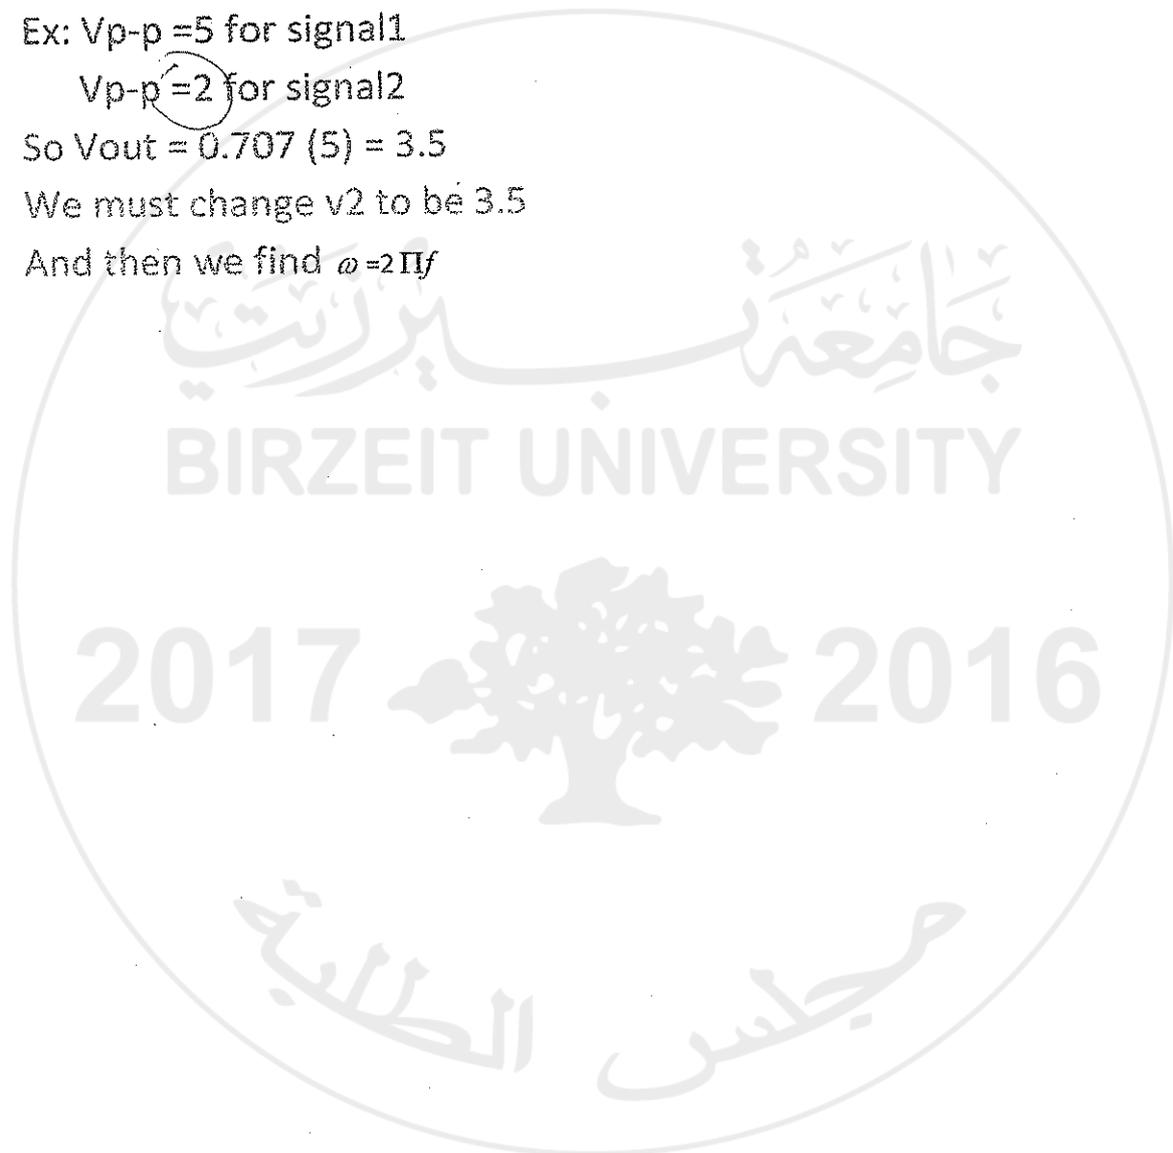 Ex: Vp-p =5 for signal1
Vp-p =2 for signal2
So Vout = 0.707 (5) = 3.5
We must change v2 to be 3.5
And then we find ω =2Πf
جامعة بيرزيت
BIRZEIT UNIVERSITY
2017 2016
مجلس الطلبة